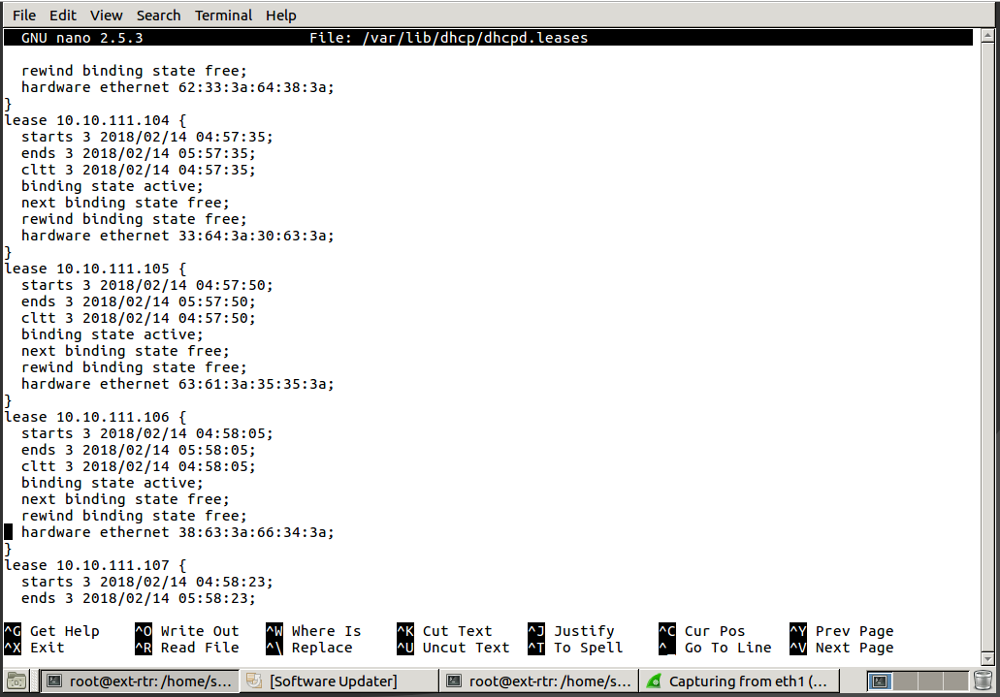 File Edit View Search Terminal Help
GNU nano 2.5.3 File: /var/lib/dhcp/dhcpd.leases
rewind binding state free;
hardware ethernet 62:33:3a:64:38:3a;
}
lease 10.10.111.104 {
starts 3 2018/02/14 04:57:35;
ends 3 2018/02/14 05:57:35;
cltt 3 2018/02/14 04:57:35;
binding state active;
next binding state free;
rewind binding state free;
hardware ethernet 33:64:3a:30:63:3a;
}
lease 10.10.111.105 {
starts 3 2018/02/14 04:57:50;
ends 3 2018/02/14 05:57:50;
cltt 3 2018/02/14 04:57:50;
binding state active;
next binding state free;
rewind binding state free;
hardware ethernet 63:61:3a:35:35:3a;
}
lease 10.10.111.106 {
starts 3 2018/02/14 04:58:05;
ends 3 2018/02/14 05:58:05;
cltt 3 2018/02/14 04:58:05;
binding state active;
next binding state free;
rewind binding state free;
hardware ethernet 38:63:3a:66:34:3a;
}
lease 10.10.111.107 {
starts 3 2018/02/14 04:58:23;
ends 3 2018/02/14 05:58:23;
^G Get Help ^O Write Out ^W Where Is ^K Cut Text ^J Justify ^C Cur Pos ^Y Prev Page
^X Exit ^R Read File ^\ Replace ^U Uncut Text ^T To Spell ^_ Go To Line ^V Next Page
root@ext-rtr: /home/s... [Software Updater] root@ext-rtr: /home/s... Capturing from eth1 (...